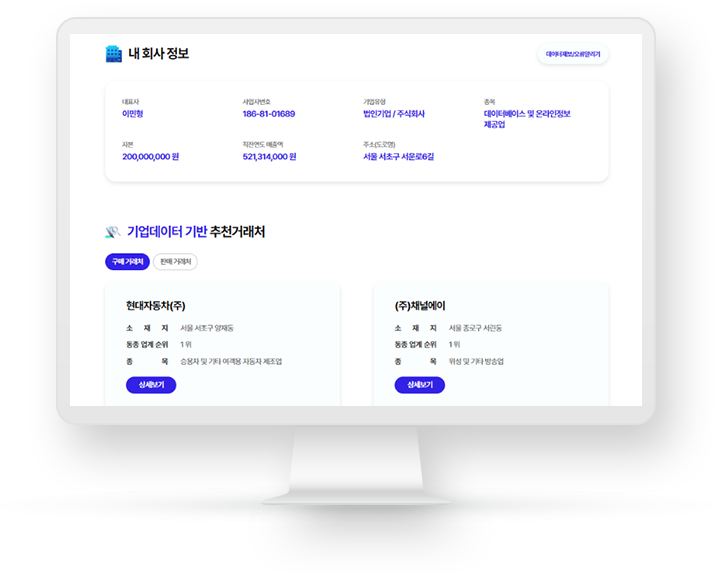 내 회사 정보
데이터제보/오류알리기
대표자
이민형
사업자번호
186-81-01689
기업유형
법인기업 / 주식회사
종목
데이터베이스 및 온라인정보
제공업
자본
200,000,000 원
직전연도 매출액
521,314,000 원
주소(도로명)
서울 서초구 서운로6길
기업데이터 기반 추천거래처
구매 거래처
판매 거래처
현대자동차(주)
소 재 지 서울 서초구 양재동
동종 업계 순위 1 위
종 목 승용차 및 기타 여객용 자동차 제조업
상세보기
(주)채널에이
소 재 지 서울 종로구 서린동
동종 업계 순위 1 위
종 목 위성 및 기타 방송업
상세보기